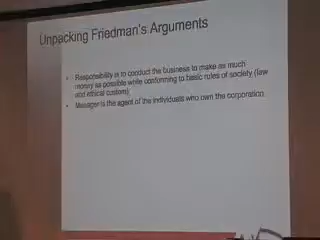 Unpacking Friedman's Arguments
• Responsibility is to conduct the business to make as much
money as possible while conforming to basic rules of society (law
and ethical custom)
• Manager is the agent of the individuals who own the corporation